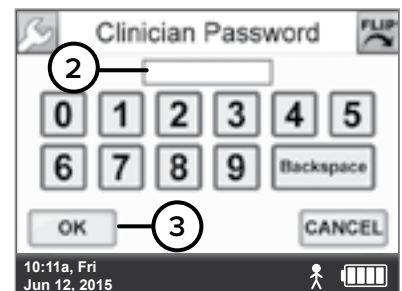 Clinician Password FLIP
2
0 1 2 3 4 5
6 7 8 9 Backspace
OK 3 CANCEL
10:11a, Fri
Jun 12, 2015